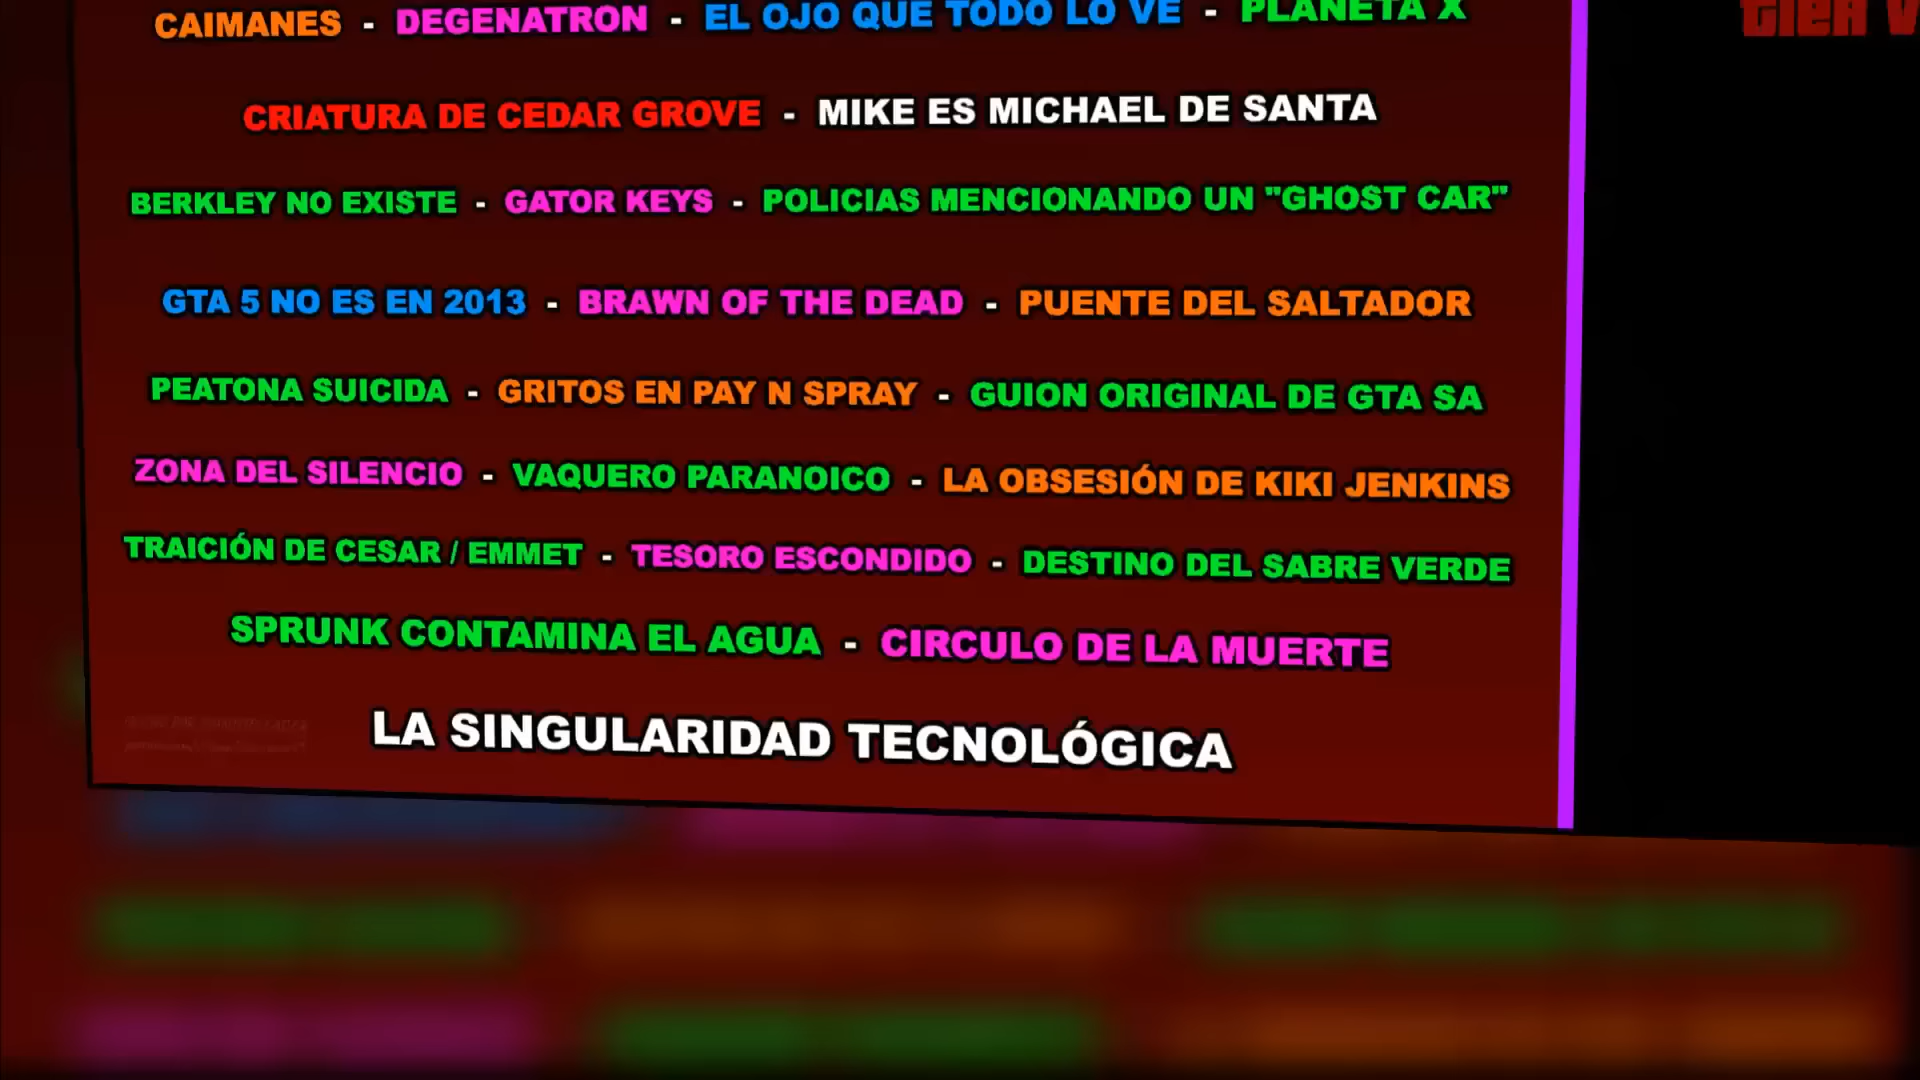 CAIMANES - DEGENATRON - EL OJO QUE TODO LO VE - PLANETA X
TIER V
CRIATURA DE CEDAR GROVE - MIKE ES MICHAEL DE SANTA
BERKLEY NO EXISTE - GATOR KEYS - POLICIAS MENCIONANDO UN "GHOST CAR"
GTA 5 NO ES EN 2013 - BRAWN OF THE DEAD - PUENTE DEL SALTADOR
PEATONA SUICIDA - GRITOS EN PAY N SPRAY - GUION ORIGINAL DE GTA SA
ZONA DEL SILENCIO - VAQUERO PARANOICO - LA OBSESIÓN DE KIKI JENKINS
TRAICIÓN DE CESAR / EMMET - TESORO ESCONDIDO - DESTINO DEL SABRE VERDE
SPRUNK CONTAMINA EL AGUA - CIRCULO DE LA MUERTE
LA SINGULARIDAD TECNOLÓGICA